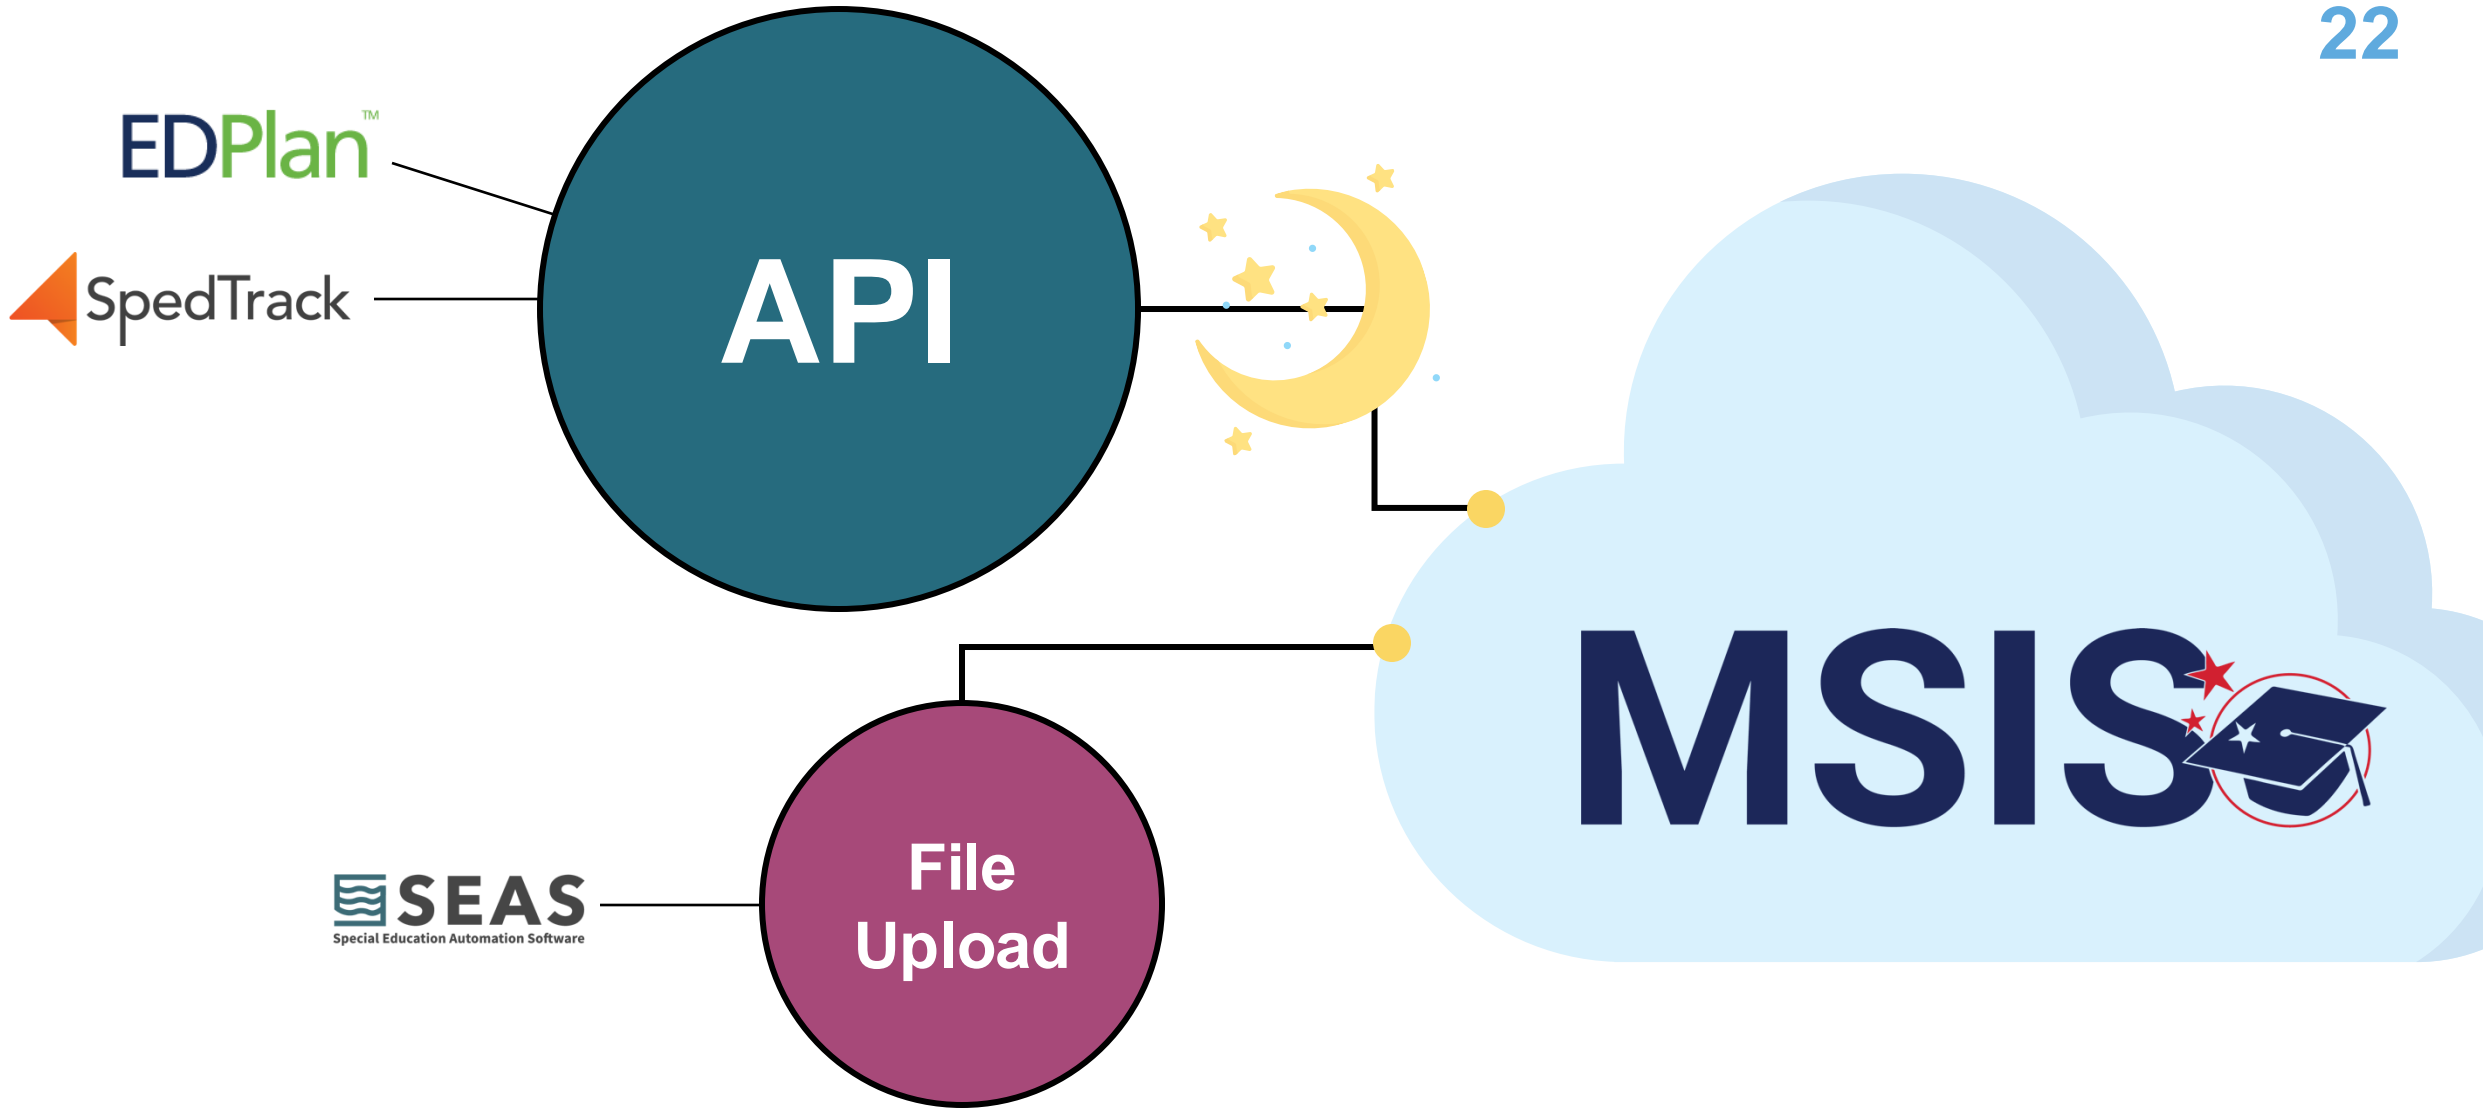 22
EDPlan™
SpedTrack
API
MSIS
File
Upload
SEAS
Special Education Automation Software